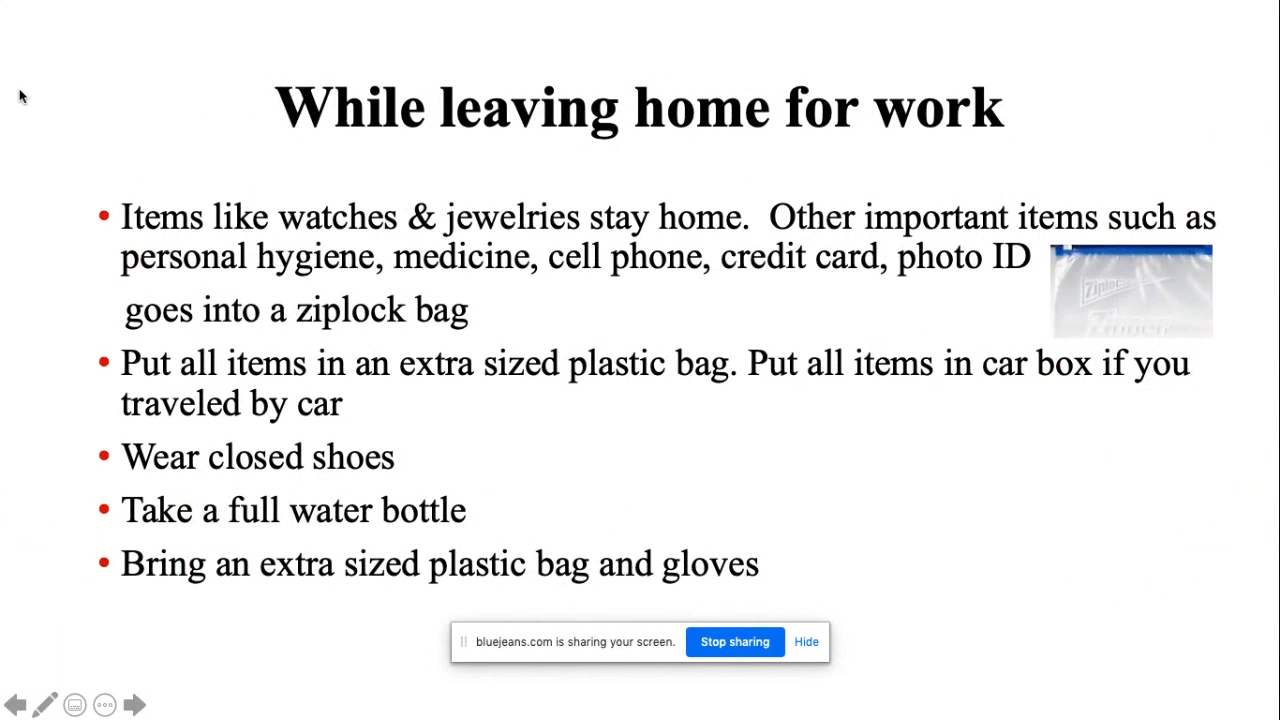 While leaving home for work
• Items like watches & jewelries stay home.  Other important items such as
personal hygiene, medicine, cell phone, credit card, photo ID
goes into a ziplock bag
Ziploc
Zipper
• Put all items in an extra sized plastic bag. Put all items in car box if you
traveled by car
• Wear closed shoes
• Take a full water bottle
• Bring an extra sized plastic bag and gloves
bluejeans.com is sharing your screen. Stop sharing Hide